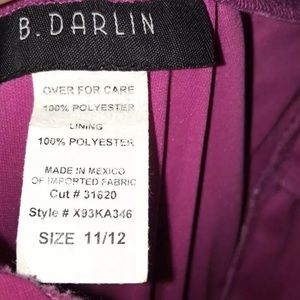 B. DARLIN
OVER FOR CARE
100% POLYESTER
LINING
100% POLYESTER
MADE IN MEXICO
OF IMPORTED FABRIC
Cut # 31620
Style # X93KA346
SIZE 11/12